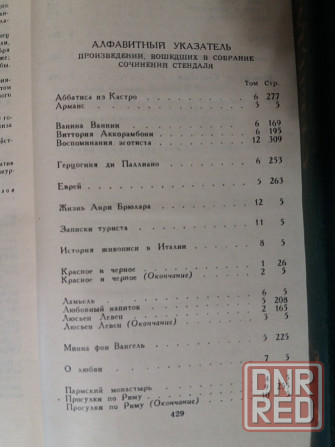 АЛФАВИТНЫЙ УКАЗАТЕЛЬ
ПРОИЗВЕДЕНИЙ, ВОШЕДШИХ В СОБРАНИЕ
СОЧИНЕНИЙ СТЕНДАЛЯ
Том Стр.
Аббатиса из Кастро 6 277
Арманс 5 5
Ванина Ванини 6 169
Виттория Аккорамбони 6 195
Воспоминания эготиста 12 309
Герцогиня ди Паллиано 6 253
Еврей 5 263
Жизнь Анри Брюлара 12 5
Записки туриста 11 5
История живописи в Италии 8 5
Красное и черное 1 26
Красное и черное (Окончание) 2 5
Ламьель 6 5
Любовный напиток 5 208
Люсьен Левен 2 165
Люсьен Левен (Окончание) 3 5
Минна фон Вангель 5 225
О любви 7 5
Пармский монастырь
Прогулки по Риму
Прогулки по Риму (Окончание)
429
DNR
RED